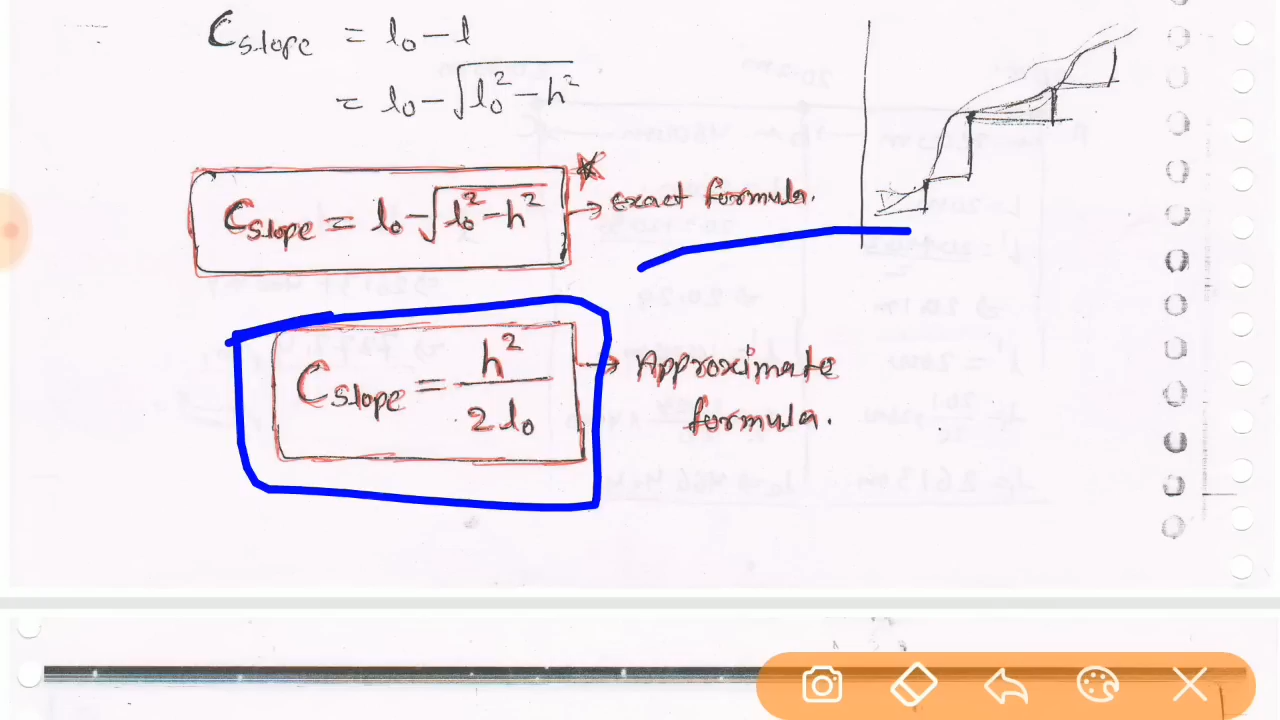 Cslope = l₀ − l
= l₀ − √(l₀² − h²)
Cslope = l₀ − √(l₀² − h²) → Exact formula.
Cslope = h² / 2l₀ → Approximate
formula.